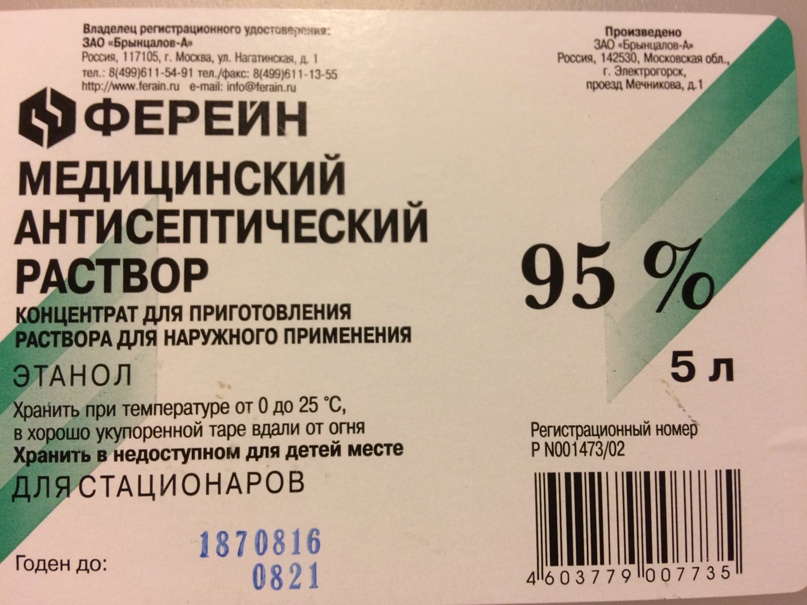 Владелец регистрационного удостоверения:
ЗАО «Брынцалов-А»
Россия, 117105, г. Москва, ул. Нагатинская, д. 1
тел.: 8(499)611-54-91 тел./факс: 8(499)611-13-55
http://www.ferain.ru e-mail: info@ferain.ru
Произведено
ЗАО «Брынцалов-А»
Россия, 142530, Московская обл.,
г. Электрогорск,
проезд Мечникова, д.1
ФЕРЕЙН
МЕДИЦИНСКИЙ
АНТИСЕПТИЧЕСКИЙ
РАСТВОР
КОНЦЕНТРАТ ДЛЯ ПРИГОТОВЛЕНИЯ
РАСТВОРА ДЛЯ НАРУЖНОГО ПРИМЕНЕНИЯ
95 %
5 л
ЭТАНОЛ
Хранить при температуре от 0 до 25 °С,
в хорошо укупоренной таре вдали от огня
Хранить в недоступном для детей месте
ДЛЯ СТАЦИОНАРОВ
Регистрационный номер
Р N001473/02
Годен до:
1870816
0821
4 603779 007735